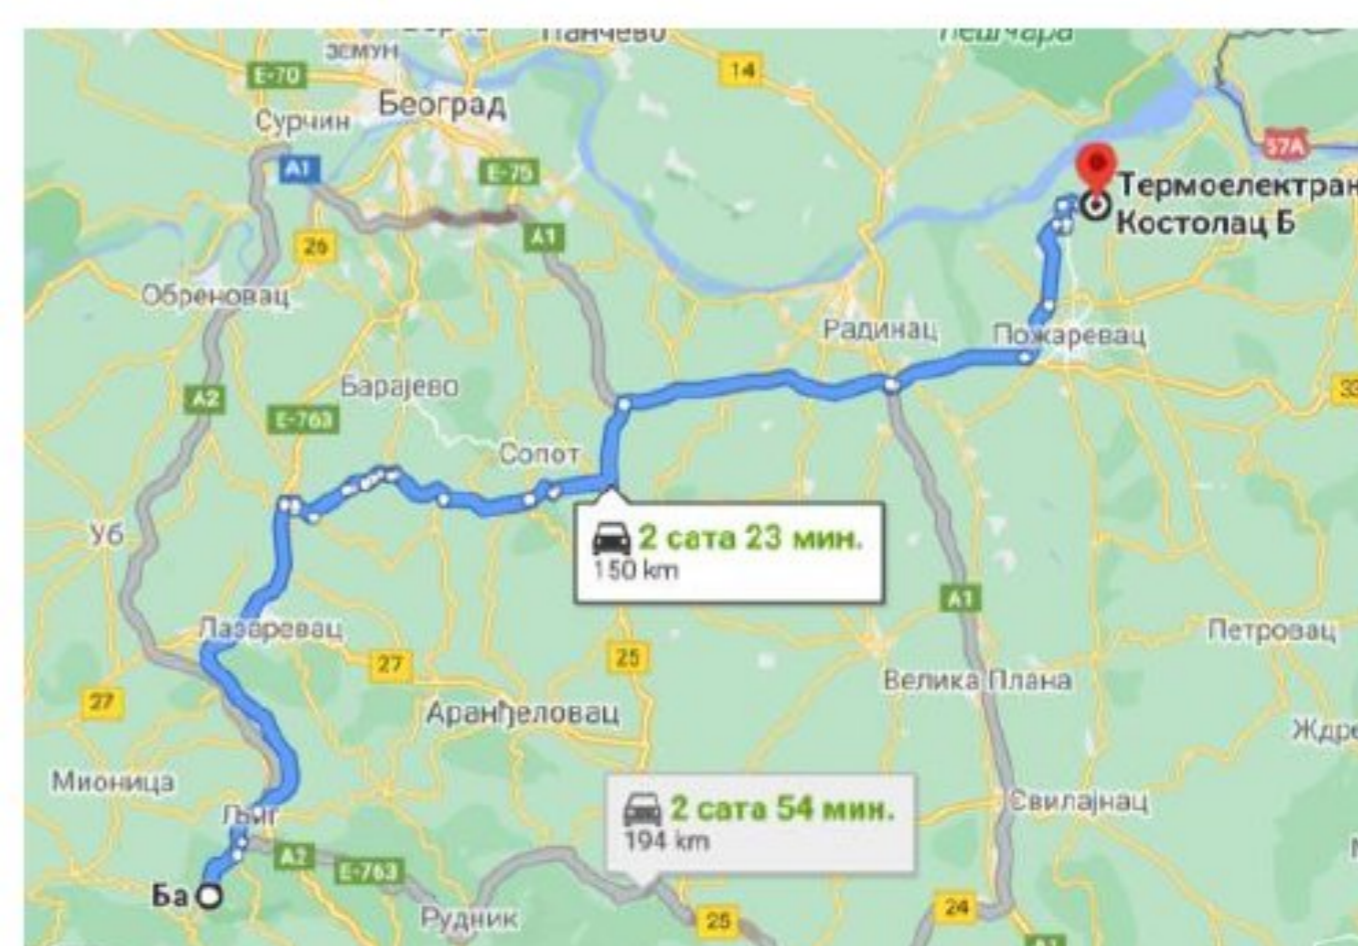 Панчево
ЗЕМУН
14
E-70
Београд
Сурчин
57A
A1
E-75
Термоелектран
Костолац Б
26
A1
Обреновац
Радинац
Пожаревац
Барајево
A2
33
E-763
Сопот
Уб
2 сата 23 мин.
150 km
A1
Лазаревац
Петровац
27
25
Велика Плана
27
Аранђеловац
Ждре
Мионица
Свилајнац
Љиг
2 сата 54 мин.
194 km
A2
E-763
Ба
Рудник
25
24